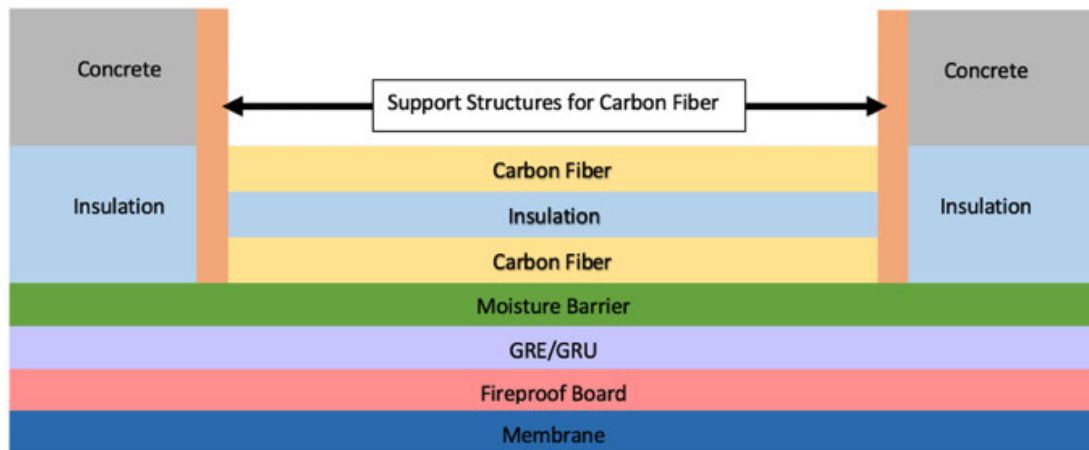 Concrete
Concrete
Support Structures for Carbon Fiber
Carbon Fiber
Insulation
Insulation
Insulation
Carbon Fiber
Moisture Barrier
GRE/GRU
Fireproof Board
Membrane